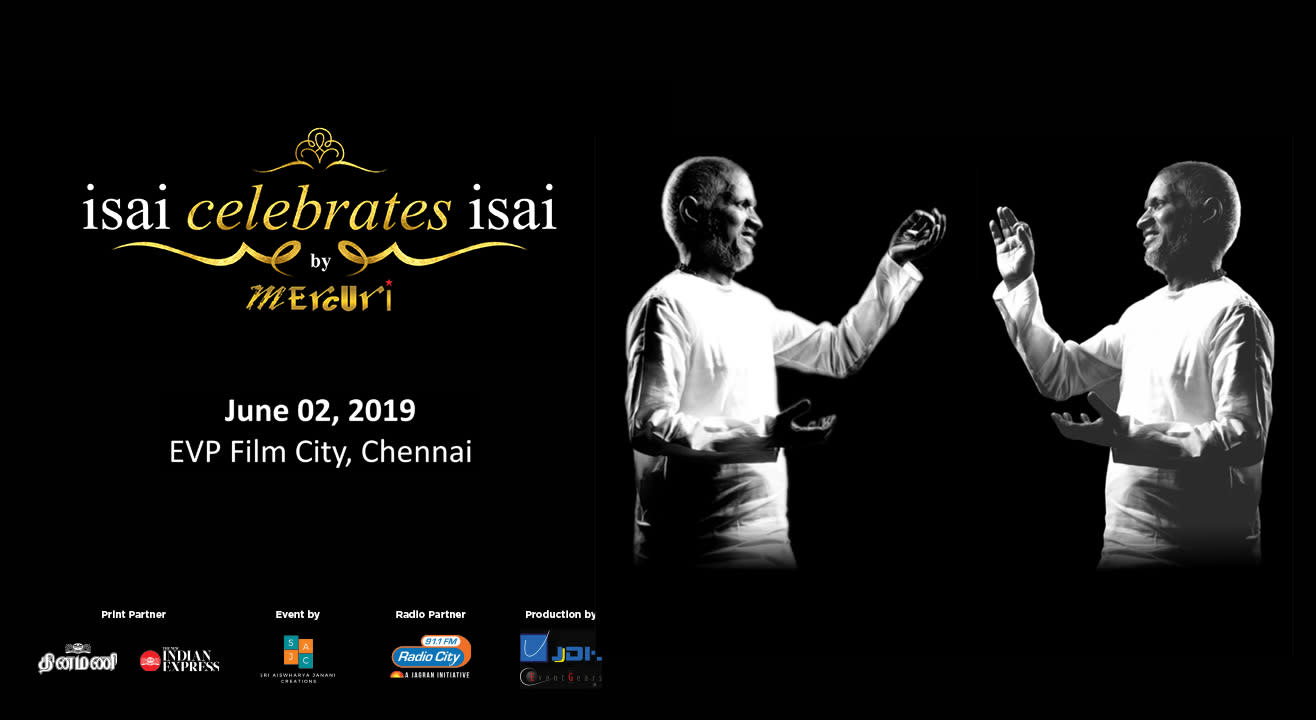 isai celebrates isai
by
mercuri
June 02, 2019
EVP Film City, Chennai
Print Partner
Event by
Radio Partner
Production by
தினமணி
THE NEW
INDIAN
EXPRESS
S A
J C
SRI AISWHARYA JANANI
CREATIONS
91.1 FM
Radio City
A JAGRAN INITIATIVE
EventGears